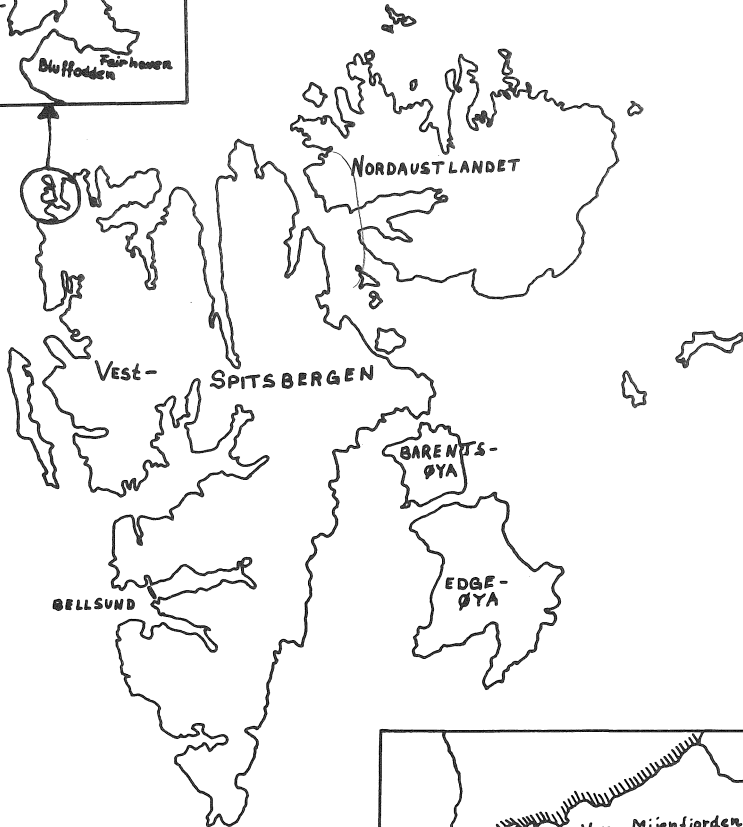 Fairhaven
Bluffodden
NORDAUSTLANDET
VEST-
SPITSBERGEN
BARENTS-
ØYA
EDGE-
ØYA
BELLSUND
Mijenfjorden